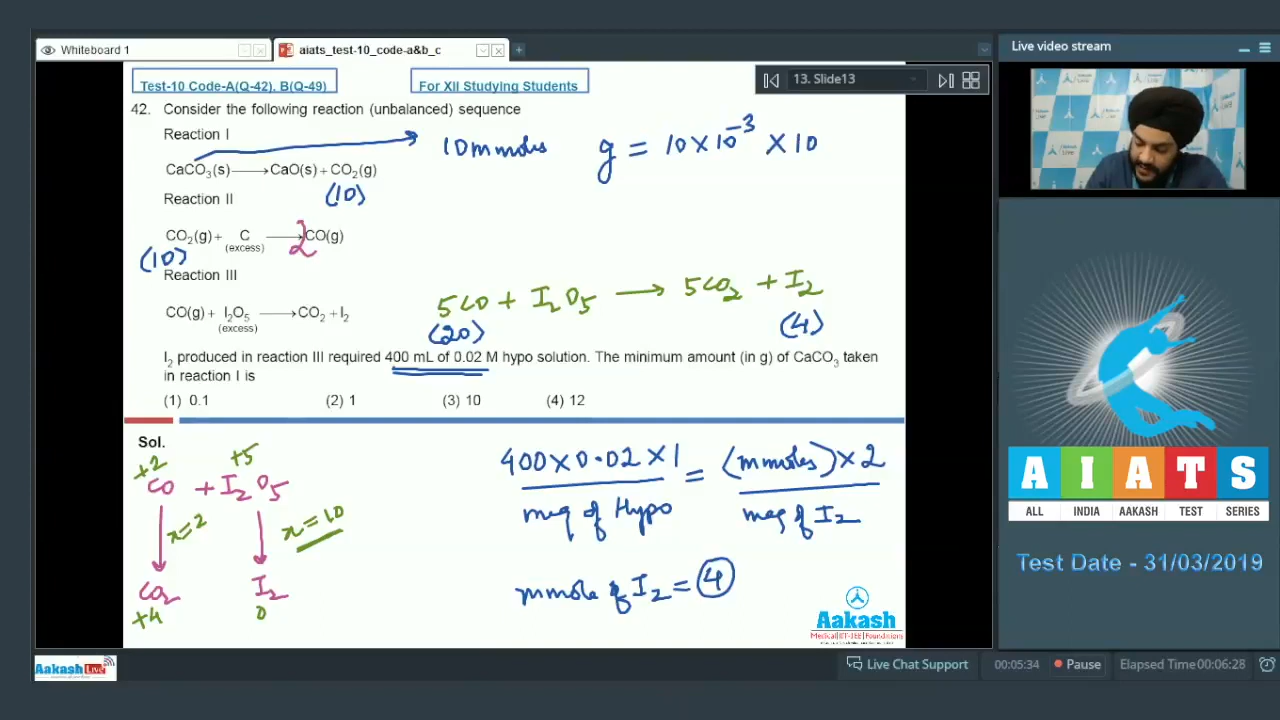 Whiteboard 1
aiats_test-10_code-a&b_c
Live video stream
Test-10 Code-A(Q-42), B(Q-49)
For XII Studying Students
13. Slide13
42. Consider the following reaction (unbalanced) sequence
Reaction I
10 mmoles g = 10 × 10⁻³ × 10
CaCO₃(s) ⟶ CaO(s) + CO₂(g)
(10)
Reaction II
CO₂(g) + C ⟶ 2 CO(g)
(excess)
(10)
Reaction III
5CO + I₂O₅ ⟶ 5CO₂ + I₂
(20) (4)
CO(g) + I₂O₅ ⟶ CO₂ + I₂
(excess)
I₂ produced in reaction III required 400 mL of 0.02 M hypo solution. The minimum amount (in g) of CaCO₃ taken
in reaction I is
(1) 0.1 (2) 1 (3) 10 (4) 12
Sol.
+2 +5
CO + I₂O₅
x=2 x=10
CO₂ I₂
+4 0
400 × 0.02 × 1 = (mmoles) × 2
meq of Hypo meq of I₂
mmole of I₂ = 4
Aakash
Medical|IIT-JEE|Foundations
A I A T S
ALL INDIA AAKASH TEST SERIES
Test Date - 31/03/2019
Aakash Live
Live Chat Support
00:05:34
Pause
Elapsed Time 00:06:28